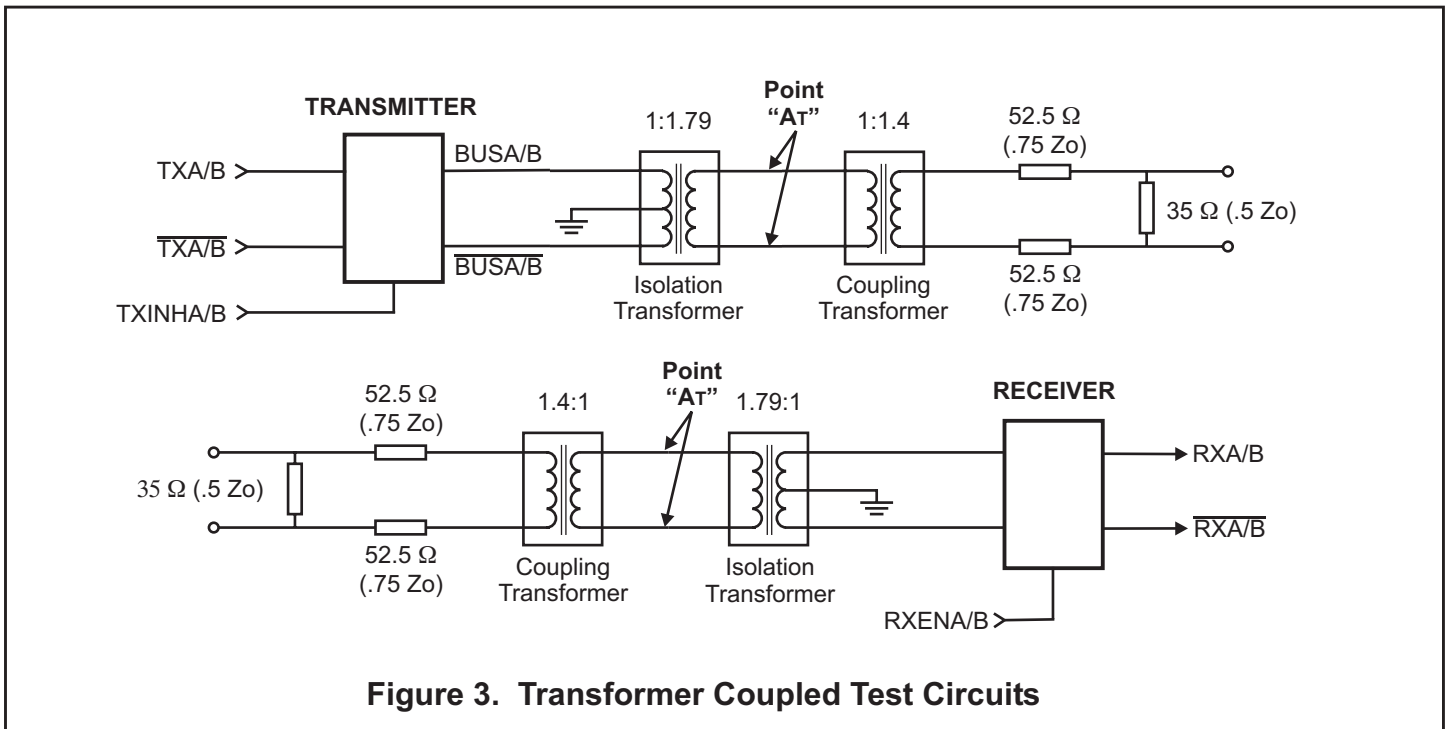 TRANSMITTER
TXA/B
T̅X̅A̅/̅B̅
TXINHA/B
BUSA/B
B̅U̅S̅A̅/̅B̅
1:1.79
Isolation
Transformer
Point
“AT”
1:1.4
Coupling
Transformer
52.5 Ω
(.75 Zo)
35 Ω (.5 Zo)
52.5 Ω
(.75 Zo)
52.5 Ω
(.75 Zo)
35 Ω (.5 Zo)
52.5 Ω
(.75 Zo)
1.4:1
Coupling
Transformer
Point
“AT”
1.79:1
Isolation
Transformer
RECEIVER
RXA/B
R̅X̅A̅/̅B̅
RXENA/B
Figure 3. Transformer Coupled Test Circuits